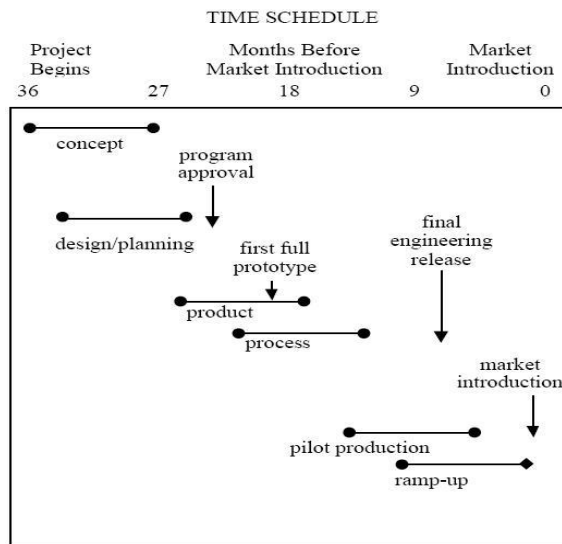 TIME SCHEDULE
Project Begins
Months Before Market Introduction
Market Introduction
36 27 18 9 0
concept
program
approval
design/planning
final
engineering
release
first full
prototype
product
process
market
introduction
pilot production
ramp-up